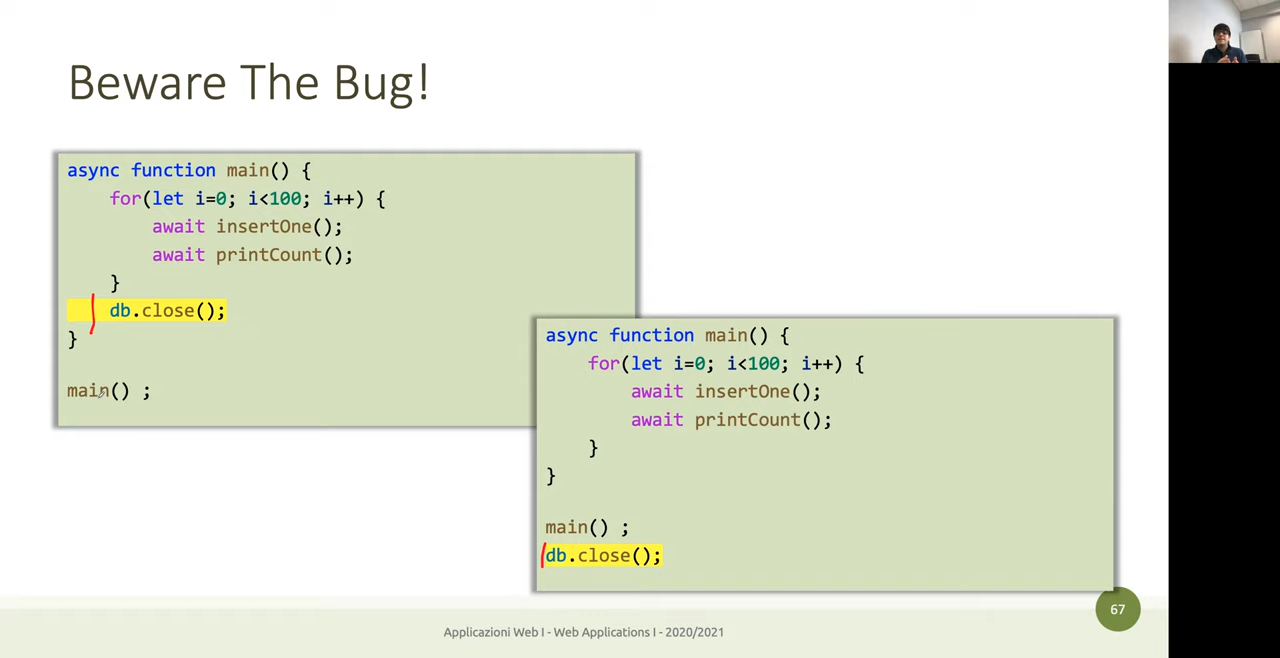 Beware The Bug!
async function main() {
for(let i=0; i<100; i++) {
await insertOne();
await printCount();
}
db.close();
}
main() ;
async function main() {
for(let i=0; i<100; i++) {
await insertOne();
await printCount();
}
}
main() ;
db.close();
67
Applicazioni Web I - Web Applications I - 2020/2021